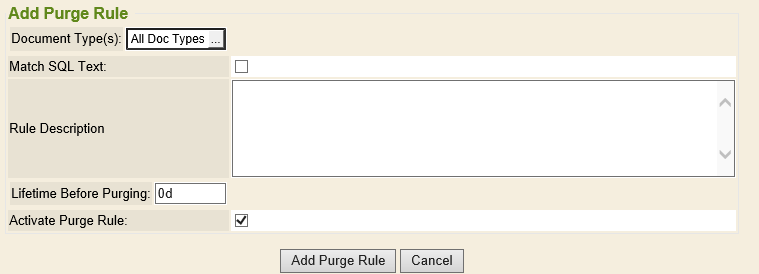 Add Purge Rule
Document Type(s): All Doc Types ...
Match SQL Text:
Rule Description
Lifetime Before Purging: 0d
Activate Purge Rule:
Add Purge Rule Cancel